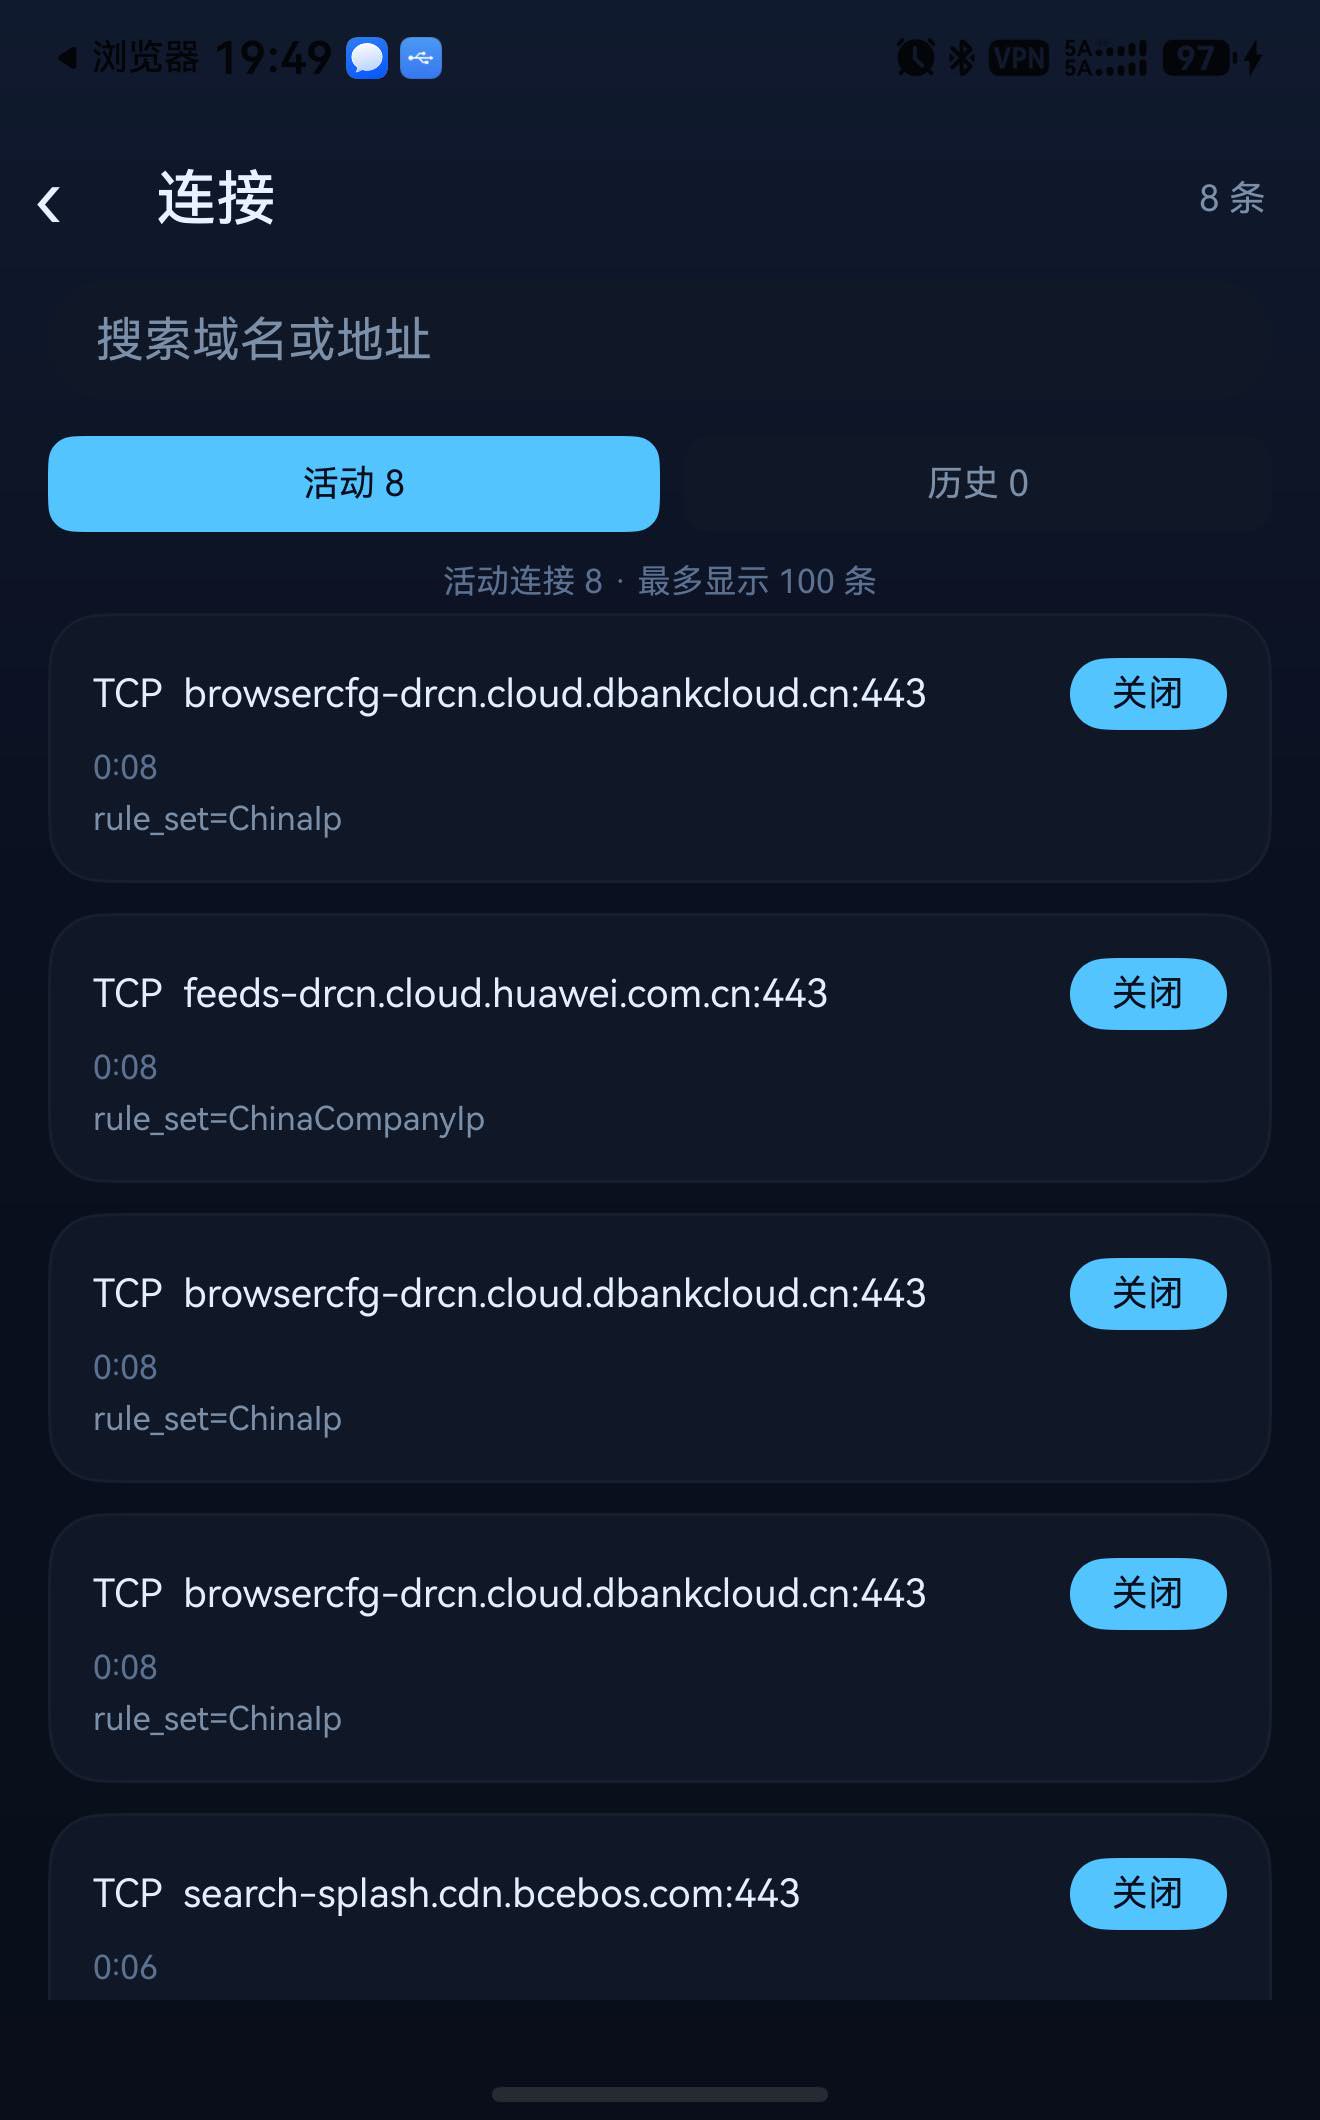 浏览器 19:49 VPN 5A 5A 97
连接
8 条
搜索域名或地址
活动 8
历史 0
活动连接 8 · 最多显示 100 条
TCP browsercfg-drcn.cloud.dbankcloud.cn:443
关闭
0:08
rule_set=ChinaIp
TCP feeds-drcn.cloud.huawei.com.cn:443
关闭
0:08
rule_set=ChinaCompanyIp
TCP browsercfg-drcn.cloud.dbankcloud.cn:443
关闭
0:08
rule_set=ChinaIp
TCP browsercfg-drcn.cloud.dbankcloud.cn:443
关闭
0:08
rule_set=ChinaIp
TCP search-splash.cdn.bcebos.com:443
关闭
0:06